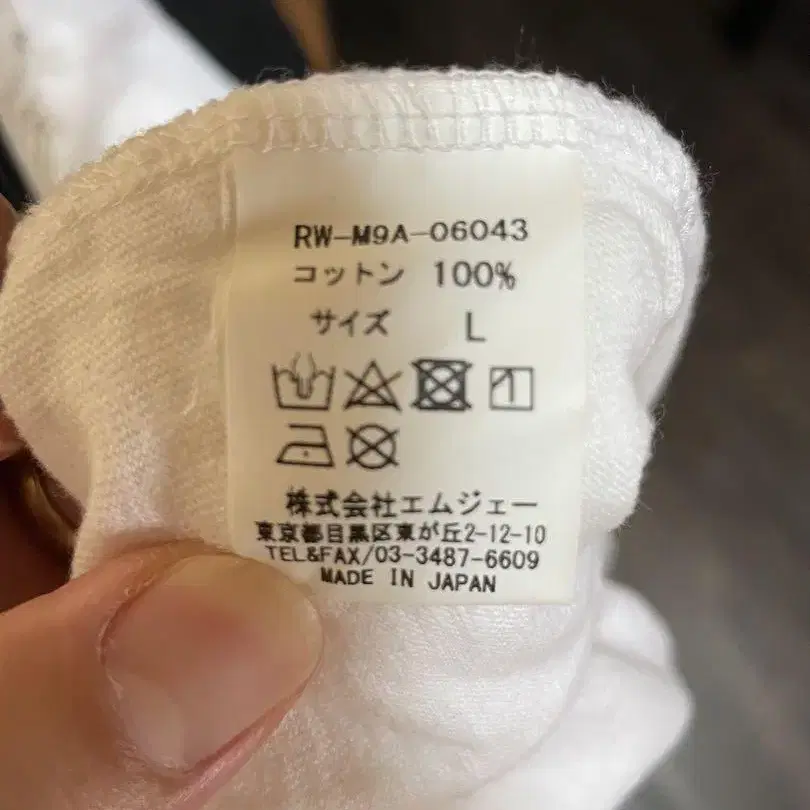 RW-M9A-06043
コットン 100%
サイズ L
株式会社エムジェー
東京都目黒区東が丘2-12-10
TEL&FAX/03-3487-6609
MADE IN JAPAN